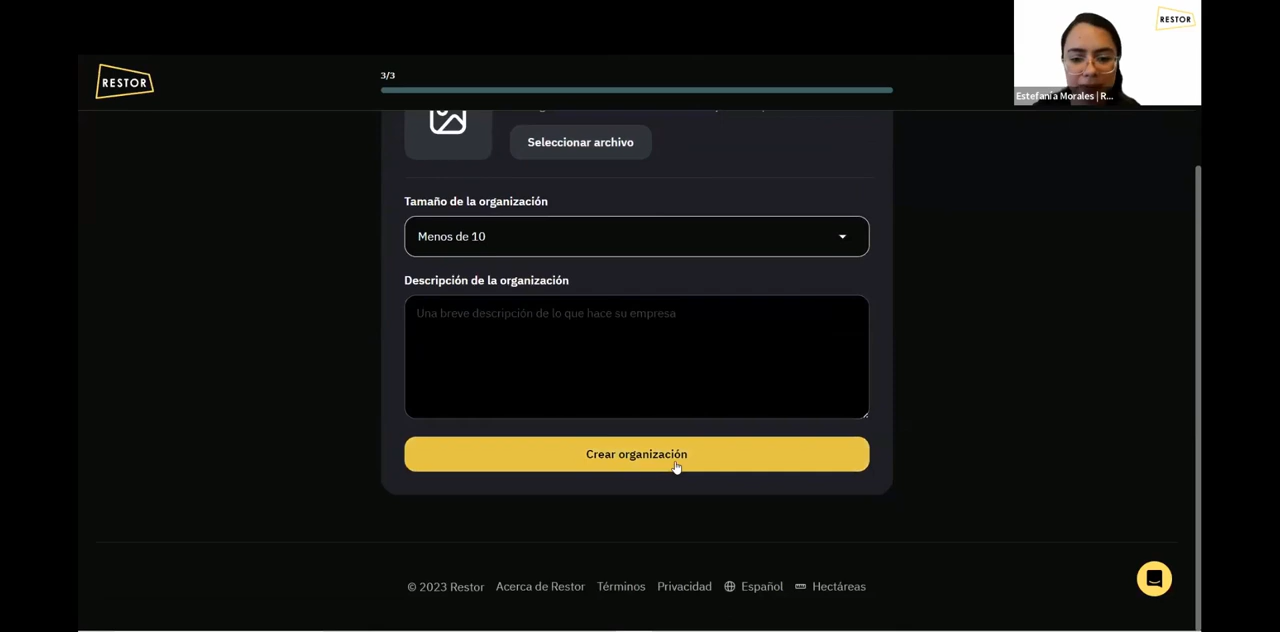 RESTOR
Estefanía Morales | R...
RESTOR
3/3
Seleccionar archivo
Tamaño de la organización
Menos de 10
Descripción de la organización
Una breve descripción de lo que hace su empresa
Crear organización
© 2023 Restor Acerca de Restor Términos Privacidad Español Hectáreas